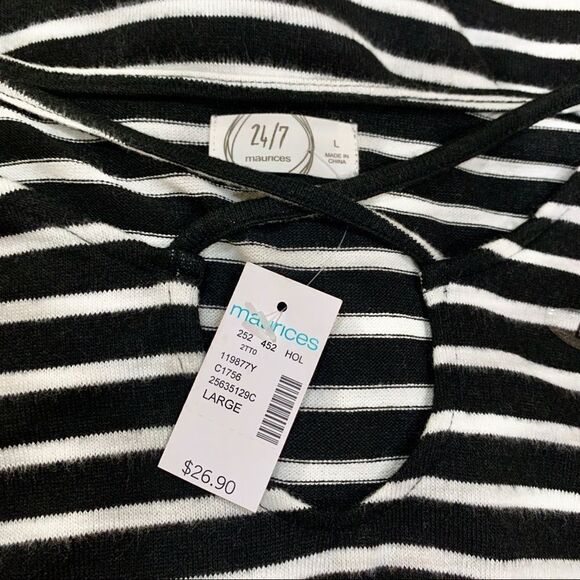 24/7
maurices
L
MADE IN
CHINA
maurices
252 452 HOL
2TT0
119877Y
C1756
25635129C
LARGE
$26.90